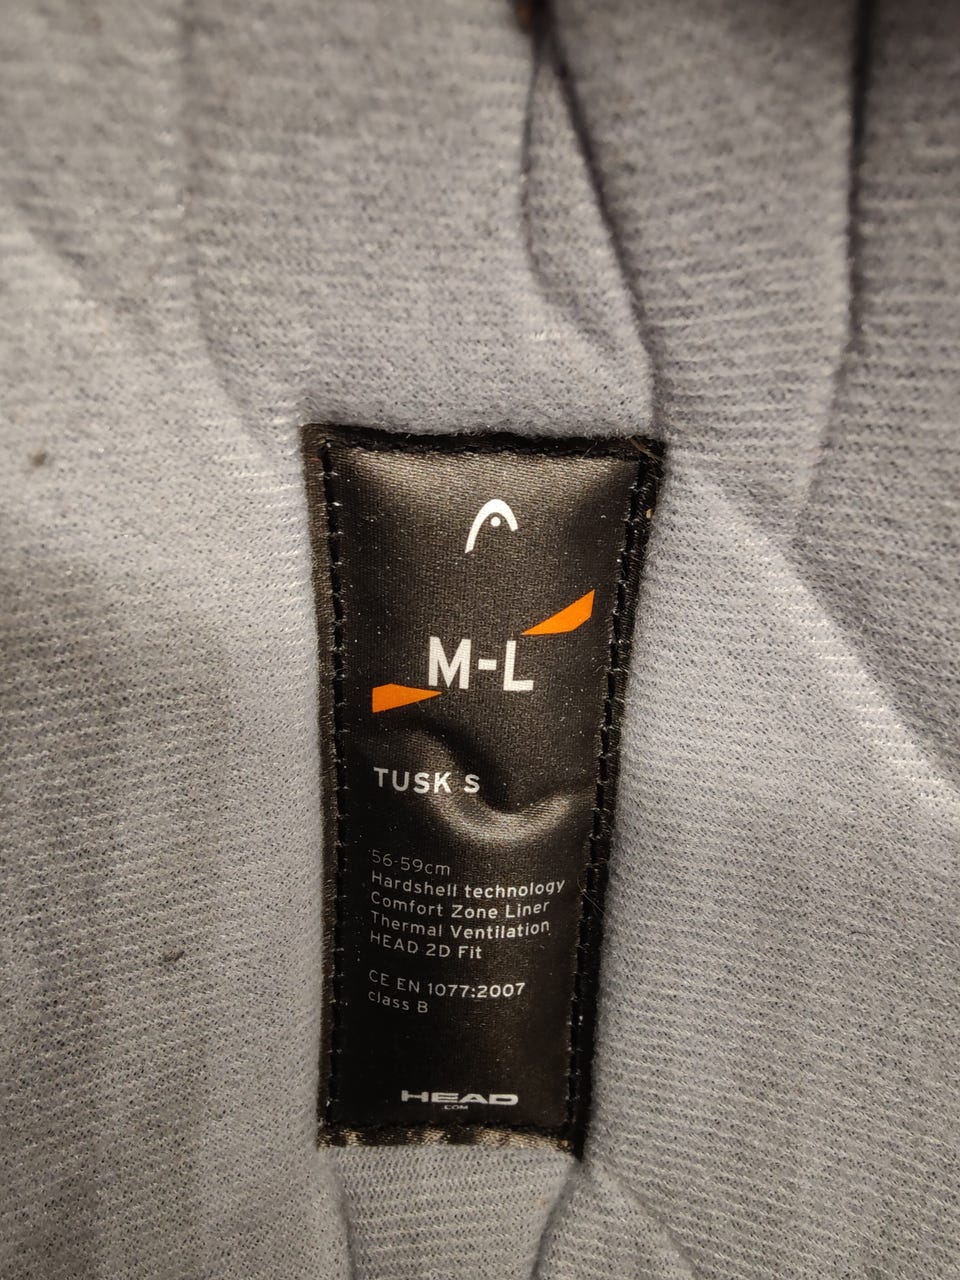 M-L
TUSK S
56-59cm
Hardshell technology
Comfort Zone Liner
Thermal Ventilation
HEAD 2D Fit
CE EN 1077:2007
class B
HEAD
.COM